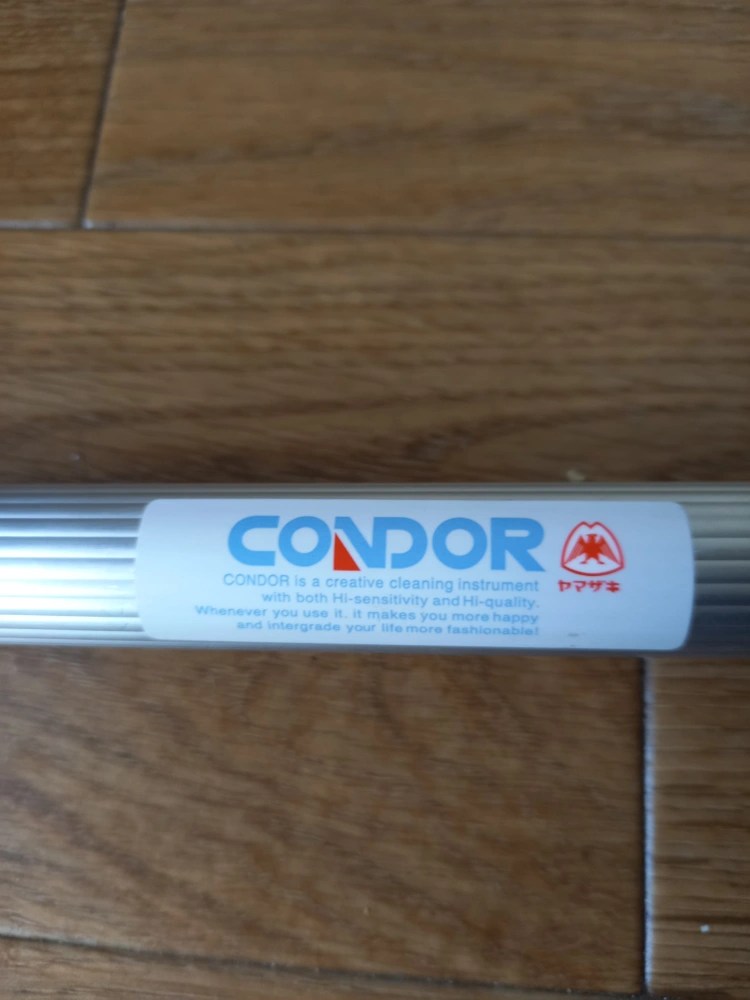 CONDOR
CONDOR is a creative cleaning instrument
with both Hi-sensitivity and Hi-quality.
Whenever you use it. it makes you more happy
and intergrade your life more fashionable!
ヤマザキ